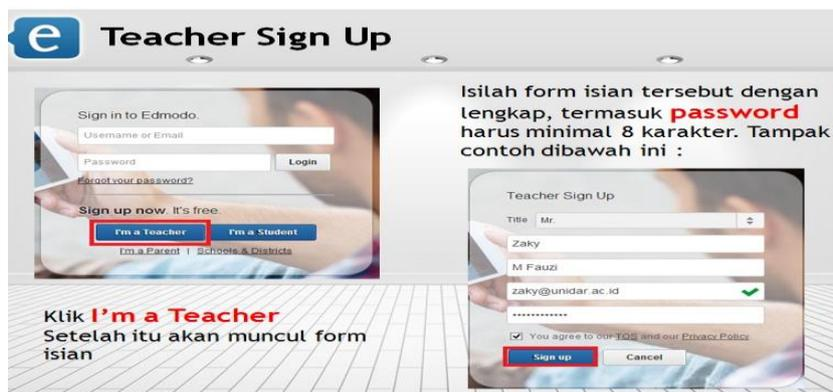 e Teacher Sign Up
Sign in to Edmodo.
Username or Email
Password Login
Forgot your password?
Sign up now. It's free.
I'm a Teacher I'm a Student
I'm a Parent | Schools & Districts
Klik I'm a Teacher
Setelah itu akan muncul form
isian
Isilah form isian tersebut dengan
lengkap, termasuk password
harus minimal 8 karakter. Tampak
contoh dibawah ini :
Teacher Sign Up
Title Mr.
Zaky
M Fauzi
zaky@unidar.ac.id
••••••••••••
You agree to our TOS and our Privacy Policy
Sign up Cancel